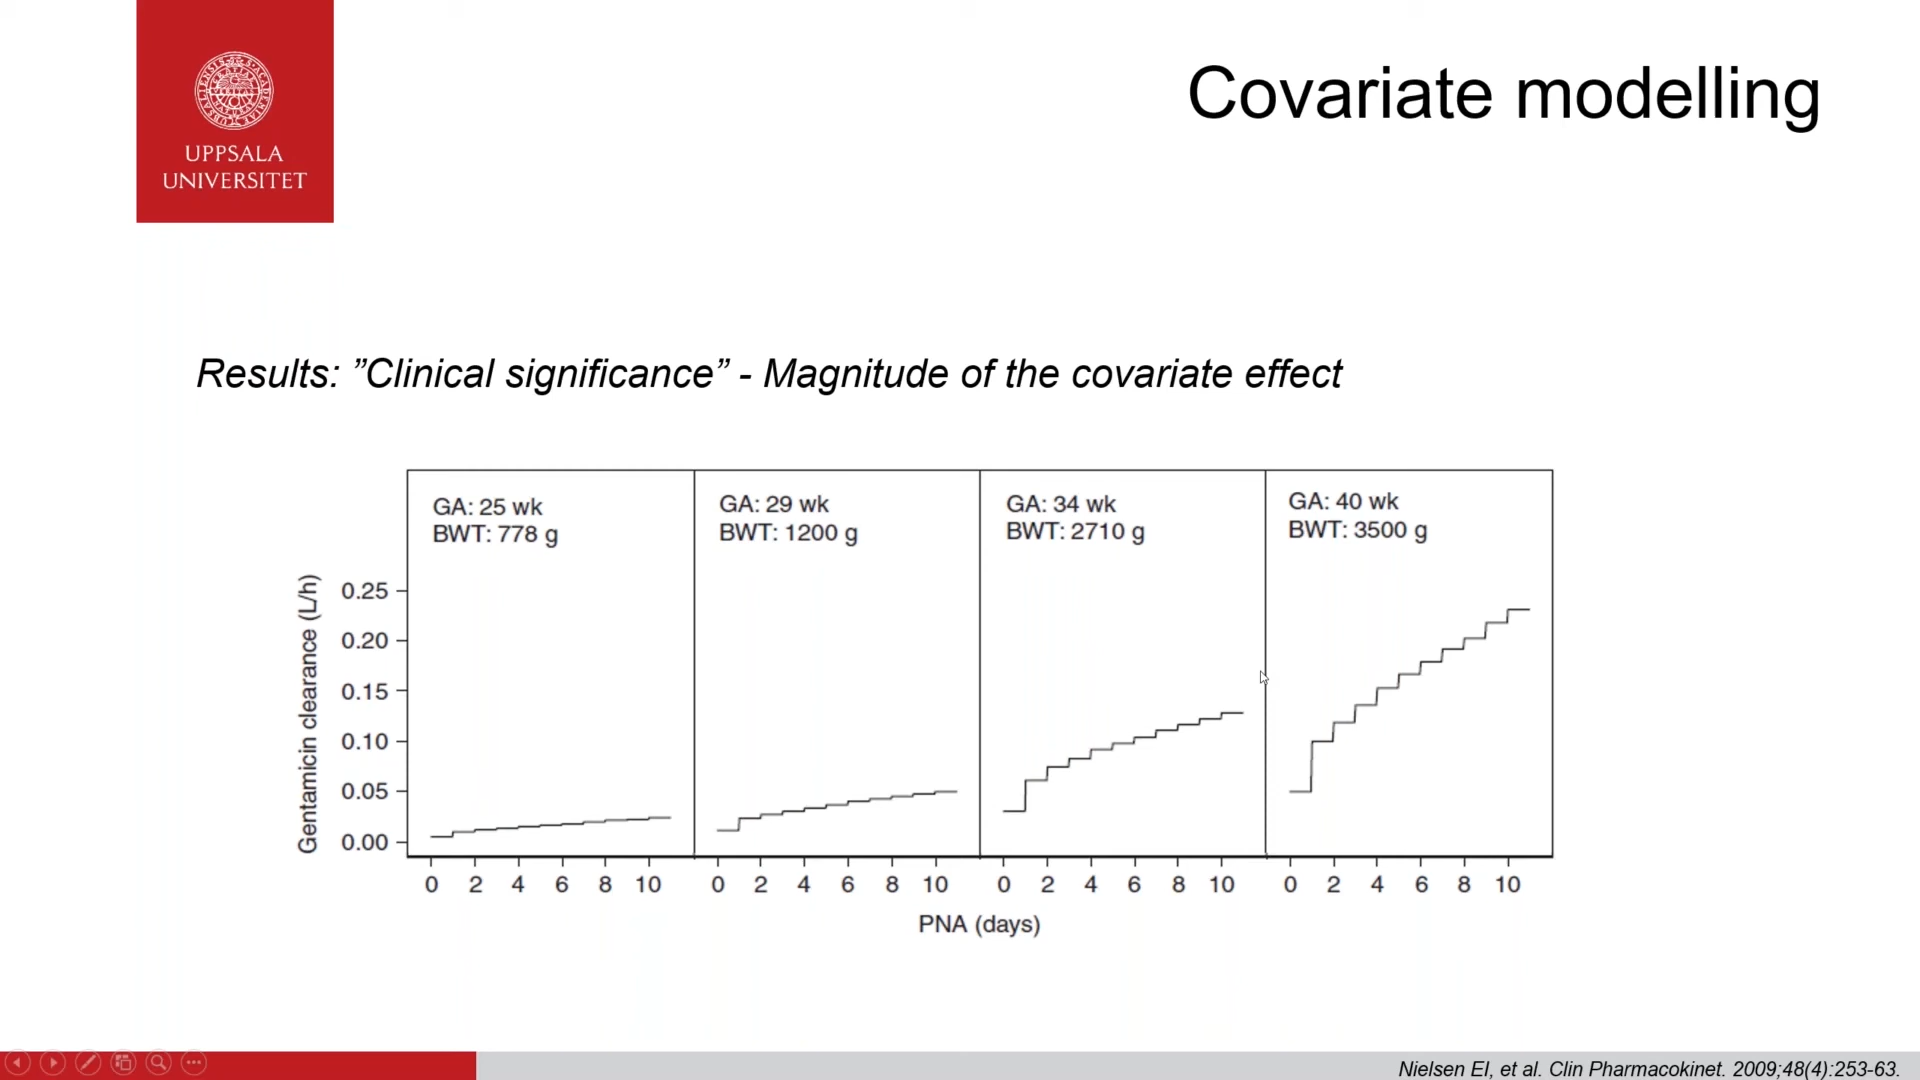 UPPSALA
UNIVERSITET
Covariate modelling
Results: ”Clinical significance” - Magnitude of the covariate effect
GA: 25 wk
BWT: 778 g
GA: 29 wk
BWT: 1200 g
GA: 34 wk
BWT: 2710 g
GA: 40 wk
BWT: 3500 g
Gentamicin clearance (L/h)
0.25
0.20
0.15
0.10
0.05
0.00
0 2 4 6 8 10 0 2 4 6 8 10 0 2 4 6 8 10 0 2 4 6 8 10
PNA (days)
Nielsen EI, et al. Clin Pharmacokinet. 2009;48(4):253-63.